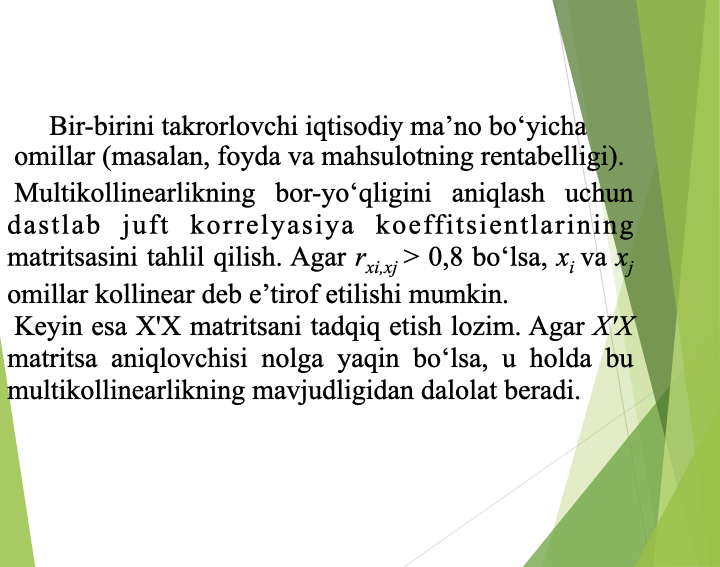 Bir-birini takrorlovchi iqtisodiy ma’no bo‘yicha
omillar (masalan, foyda va mahsulotning rentabelligi).
Multikollinearlikning bor-yo‘qligini aniqlash uchun
dastlab juft korrelyasiya koeffitsientlarining
matritsasini tahlil qilish. Agar rxi,xj > 0,8 bo‘lsa, xi va xj
omillar kollinear deb e’tirof etilishi mumkin.
Keyin esa X'X matritsani tadqiq etish lozim. Agar X'X
matritsa aniqlovchisi nolga yaqin bo‘lsa, u holda bu
multikollinearlikning mavjudligidan dalolat beradi.